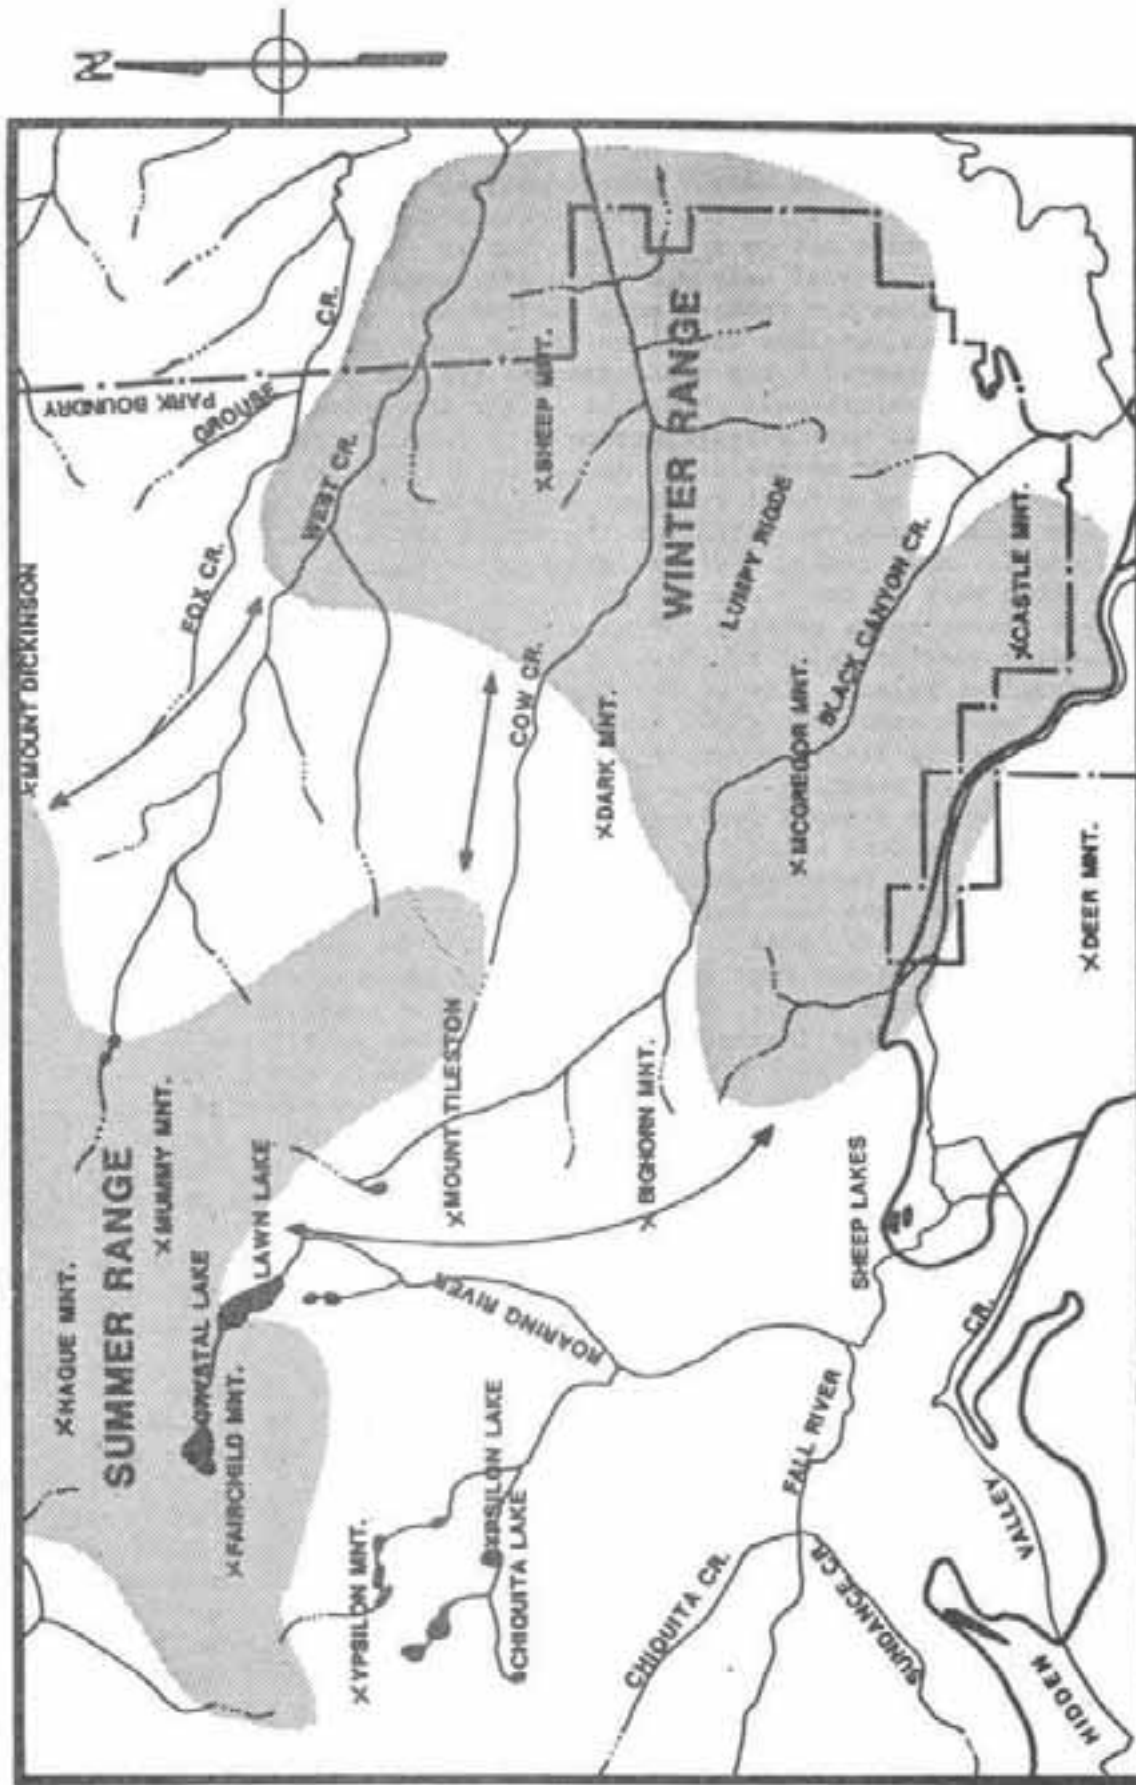 N
×MOUNT DICKINSON
PARK BOUNDRY
GROUSE
CR.
FOX CR.
WEST CR.
×HAGUE MNT.
SUMMER RANGE
×MUMMY MNT.
CRYSTAL LAKE
LAWN LAKE
×FAIRCHILD MNT.
×YPSILON MNT.
YPSILON LAKE
CHIQUITA LAKE
×MOUNT TILESTON
COW CR.
×SHEEP MNT.
×DARK MNT.
WINTER RANGE
LUMPY RIDGE
ROARING RIVER
×BIGHORN MNT.
×MCGREGOR MNT.
BLACK CANYON CR.
CHIQUITA CR.
FALL RIVER
SUNDANCE CR.
SHEEP LAKES
×CASTLE MNT.
×DEER MNT.
HIDDEN
VALLEY
CR.